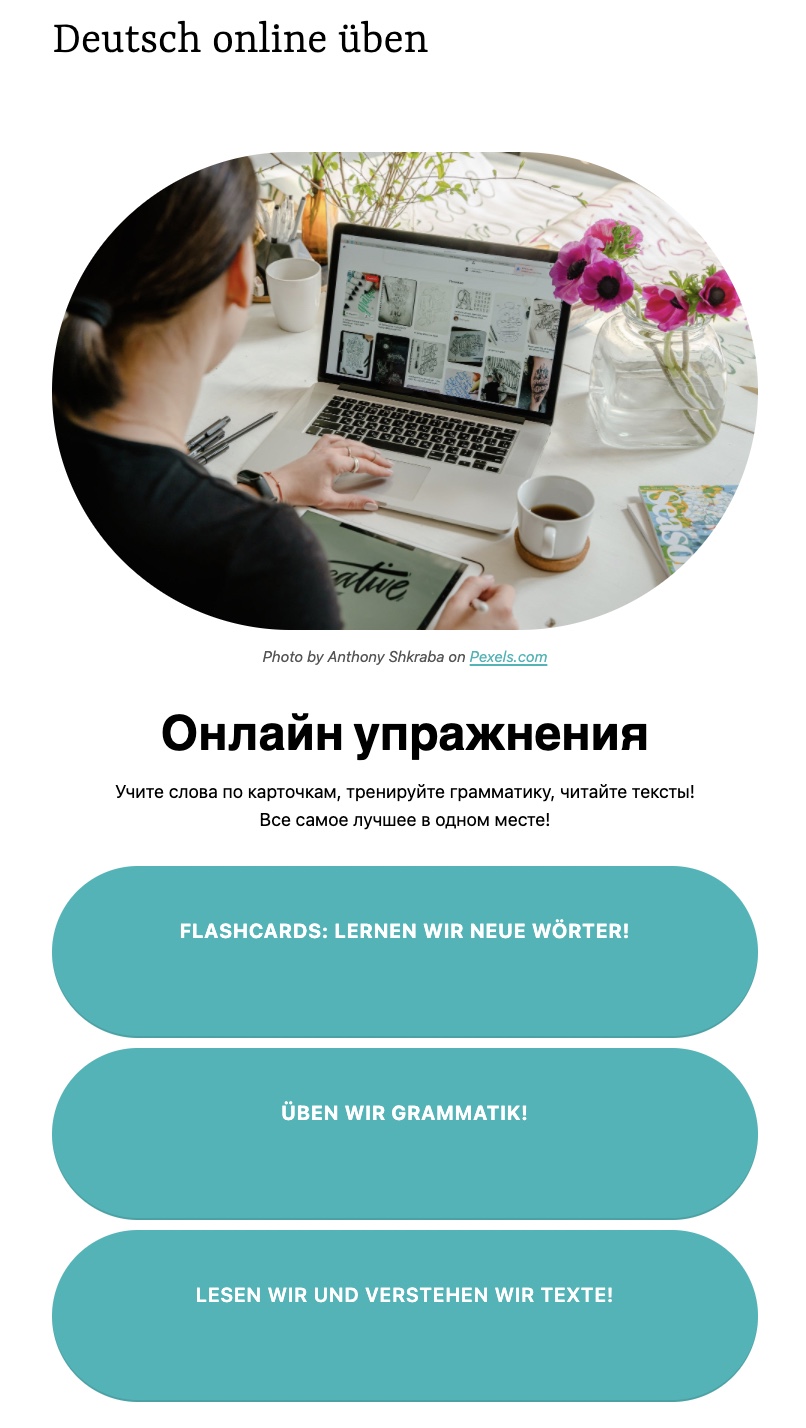 Deutsch online üben
eative
Photo by Anthony Shkraba on Pexels.com
Онлайн упражнения
Учите слова по карточкам, тренируйте грамматику, читайте тексты!
Все самое лучшее в одном месте!
FLASHCARDS: LERNEN WIR NEUE WÖRTER!
ÜBEN WIR GRAMMATIK!
LESEN WIR UND VERSTEHEN WIR TEXTE!